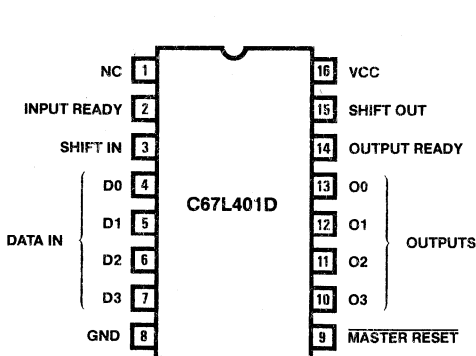 NC 1 16 VCC
INPUT READY 2 15 SHIFT OUT
SHIFT IN 3 14 OUTPUT READY
D0 4 13 O0
C67L401D
D1 5 12 O1
DATA IN OUTPUTS
D2 6 11 O2
D3 7 10 O3
GND 8 9 MASTER RESET